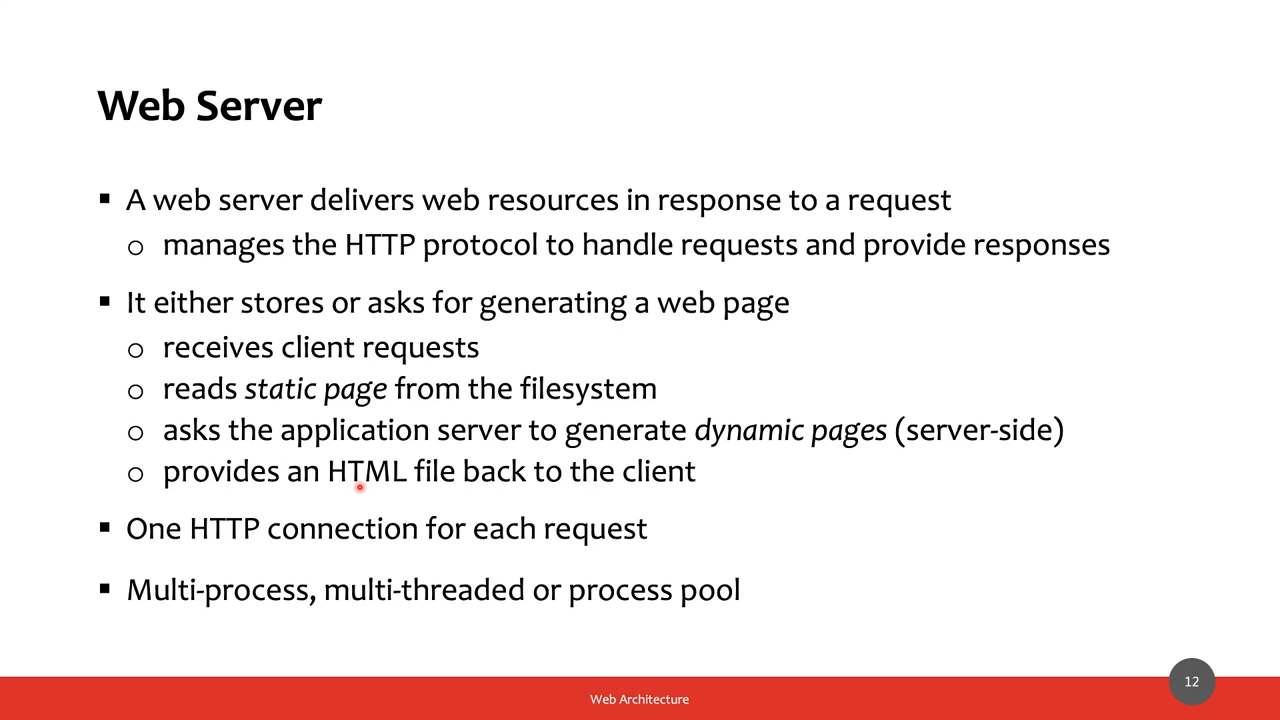 Web Server
▪ A web server delivers web resources in response to a request
o manages the HTTP protocol to handle requests and provide responses
▪ It either stores or asks for generating a web page
o receives client requests
o reads static page from the filesystem
o asks the application server to generate dynamic pages (server-side)
o provides an HTML file back to the client
▪ One HTTP connection for each request
▪ Multi-process, multi-threaded or process pool
12
Web Architecture